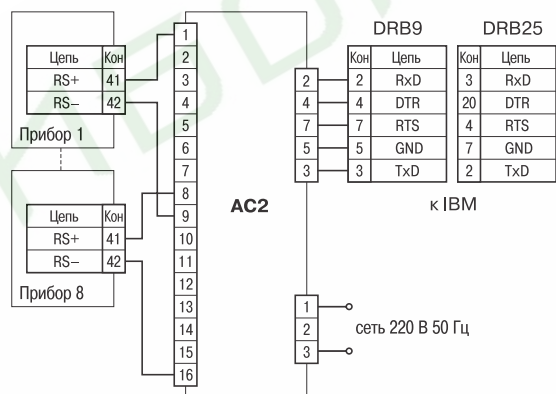 DRB9
DRB25
Цепь Кон
RS+ 41
RS– 42
Прибор 1
Цепь Кон
RS+ 41
RS– 42
Прибор 8
1
2
3
4
5
6
7
8
9
10
11
12
13
14
15
16
АС2
2
4
7
5
3
Кон Цепь
2 RxD
4 DTR
7 RTS
5 GND
3 TxD
Кон Цепь
3 RxD
20 DTR
4 RTS
7 GND
2 TxD
к IBM
1
2
3
сеть 220 В 50 Гц